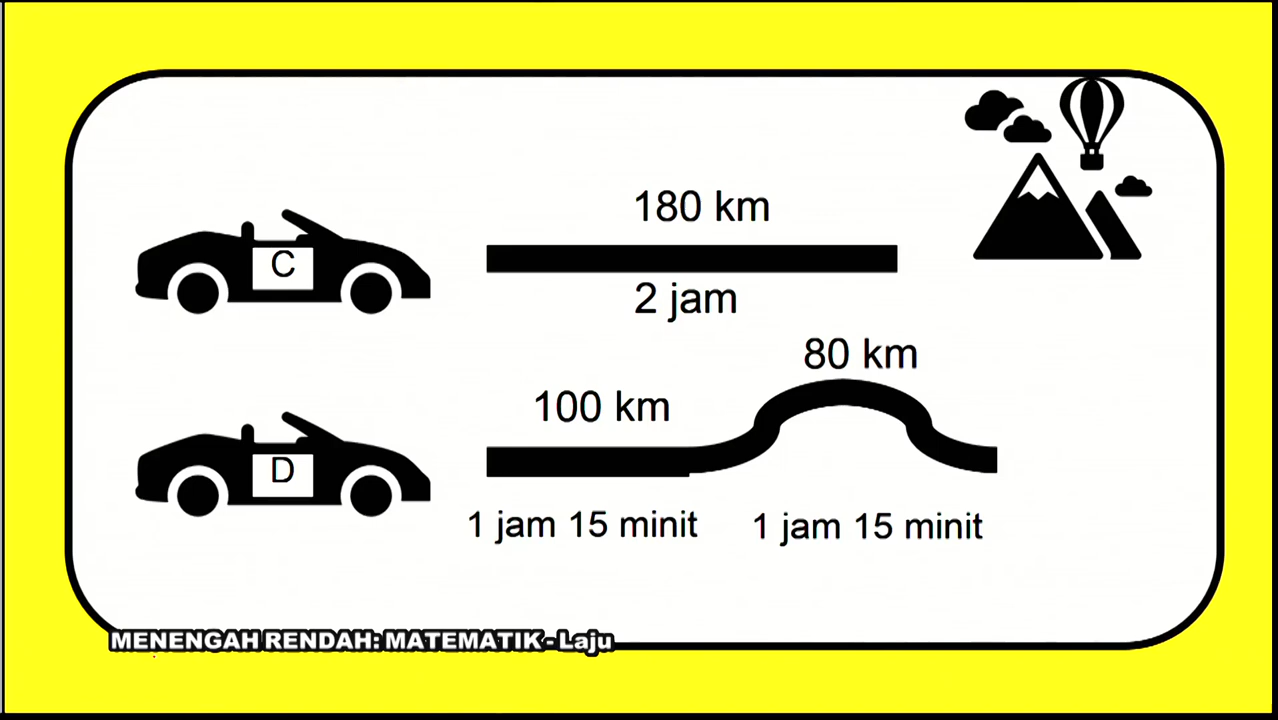 180 km
C
2 jam
80 km
100 km
D
1 jam 15 minit
1 jam 15 minit
MENENGAH RENDAH: MATEMATIK - Laju